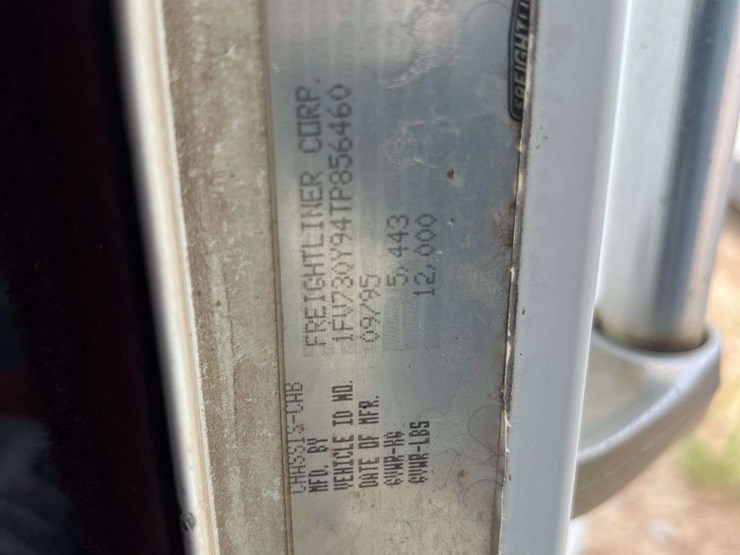 CHASSIS-CAB
MFD. BY FREIGHTLINER CORP.
VEHICLE ID NO. 1FV730Y94TP856460
DATE OF MFR. 09/95
GVWR-KG 5,443
GVWR-LBS 12,000
FREIGHTLI